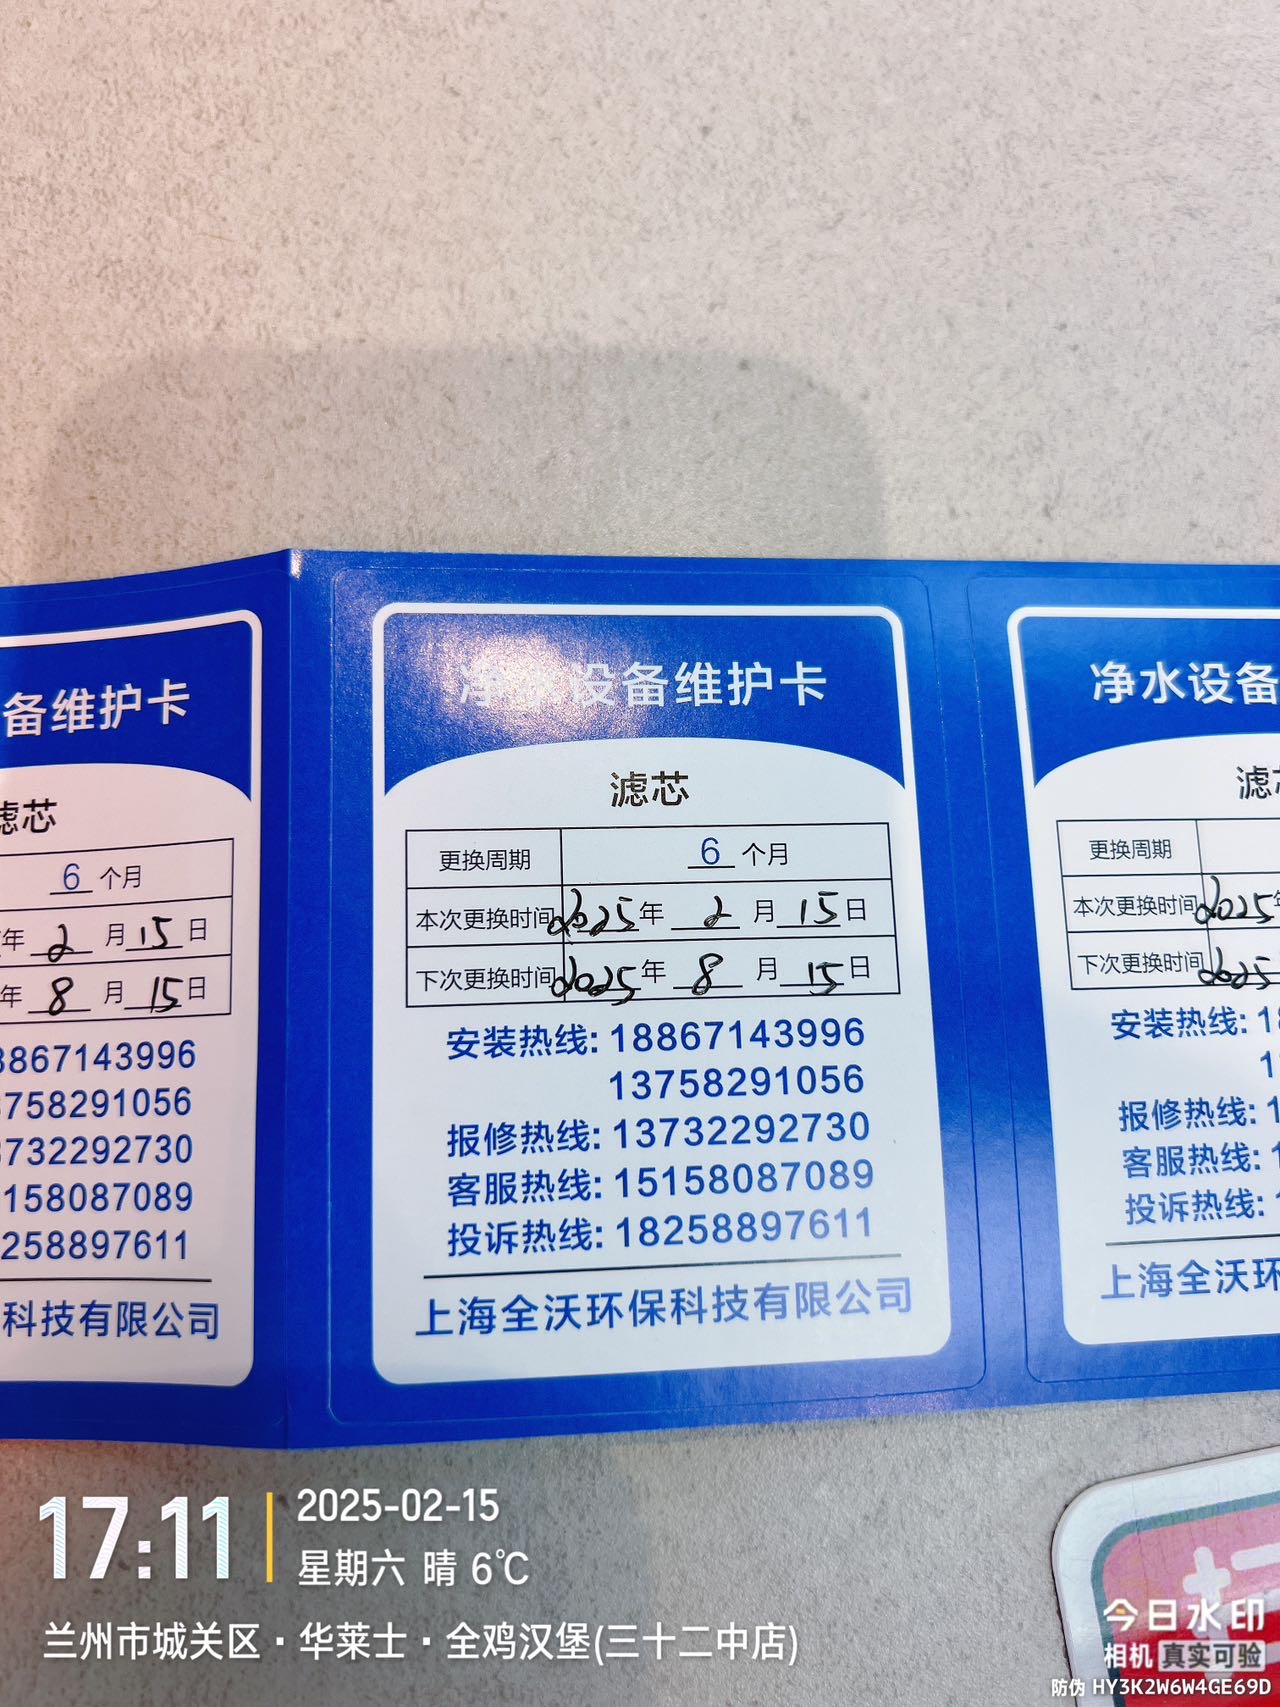 备维护卡
滤芯
6 个月
年 2 月 15 日
年 8 月 15 日
8867143996
3758291056
3732292730
158087089
258897611
科技有限公司
净水设备维护卡
滤芯
更换周期 6 个月
本次更换时间 2025 年 2 月 15 日
下次更换时间 2025 年 8 月 15 日
安装热线: 18867143996
13758291056
报修热线: 13732292730
客服热线: 15158087089
投诉热线: 18258897611
上海全沃环保科技有限公司
净水设备
滤
更换周期
本次更换时间 2025
下次更换时间 2025
安装热线: 18
1
报修热线: 1
客服热线: 1
投诉热线:
上海全沃环
17:11
2025-02-15
星期六 晴 6℃
兰州市城关区·华莱士·全鸡汉堡(三十二中店)
今日水印
相机 真实可验
防伪 HY3K2W6W4GE69D